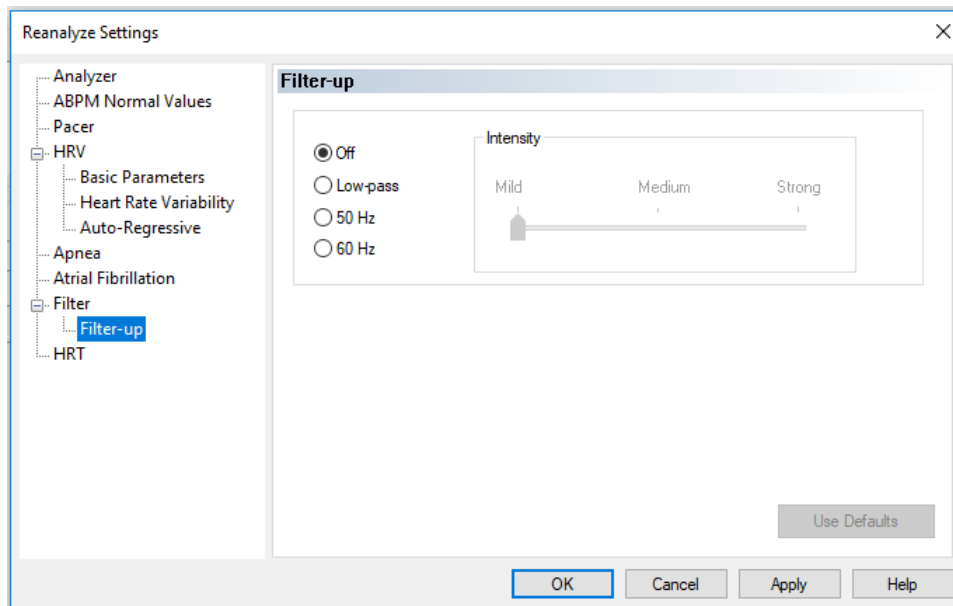 Reanalyze Settings
Analyzer
ABPM Normal Values
Pacer
HRV
Basic Parameters
Heart Rate Variability
Auto-Regressive
Apnea
Atrial Fibrillation
Filter
Filter-up
HRT
Filter-up
Off
Low-pass
50 Hz
60 Hz
Intensity
Mild Medium Strong
Use Defaults
OK Cancel Apply Help